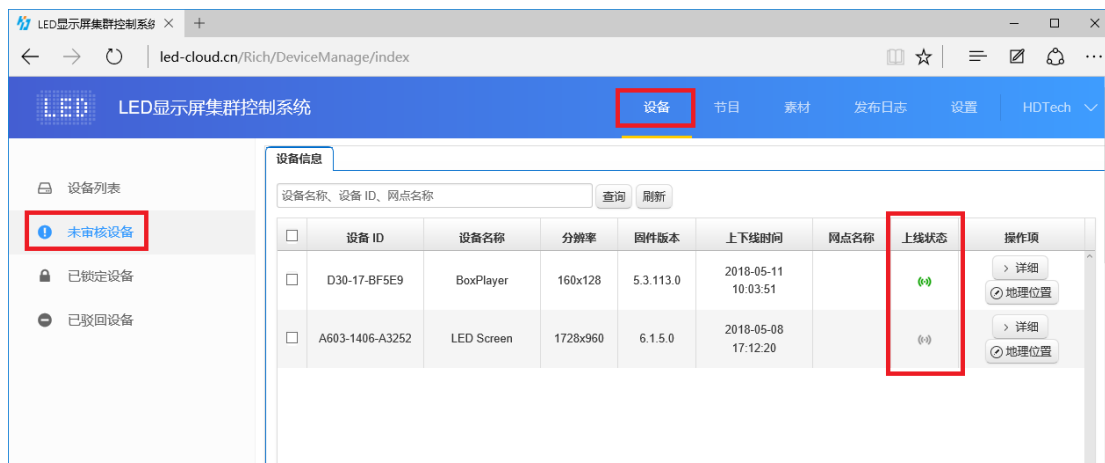 LED显示屏集群控制系统
led-cloud.cn/Rich/DeviceManage/index
LED LED显示屏集群控制系统 设备 节目 素材 发布日志 设置 HDTech
设备信息
设备列表
设备名称、设备 ID、网点名称 查询 刷新
未审核设备
设备 ID 设备名称 分辨率 固件版本 上下线时间 网点名称 上线状态 操作项
已锁定设备
D30-17-BF5E9 BoxPlayer 160x128 5.3.113.0 2018-05-11 10:03:51 详细 地理位置
已驳回设备
A603-1406-A3252 LED Screen 1728x960 6.1.5.0 2018-05-08 17:12:20 详细 地理位置